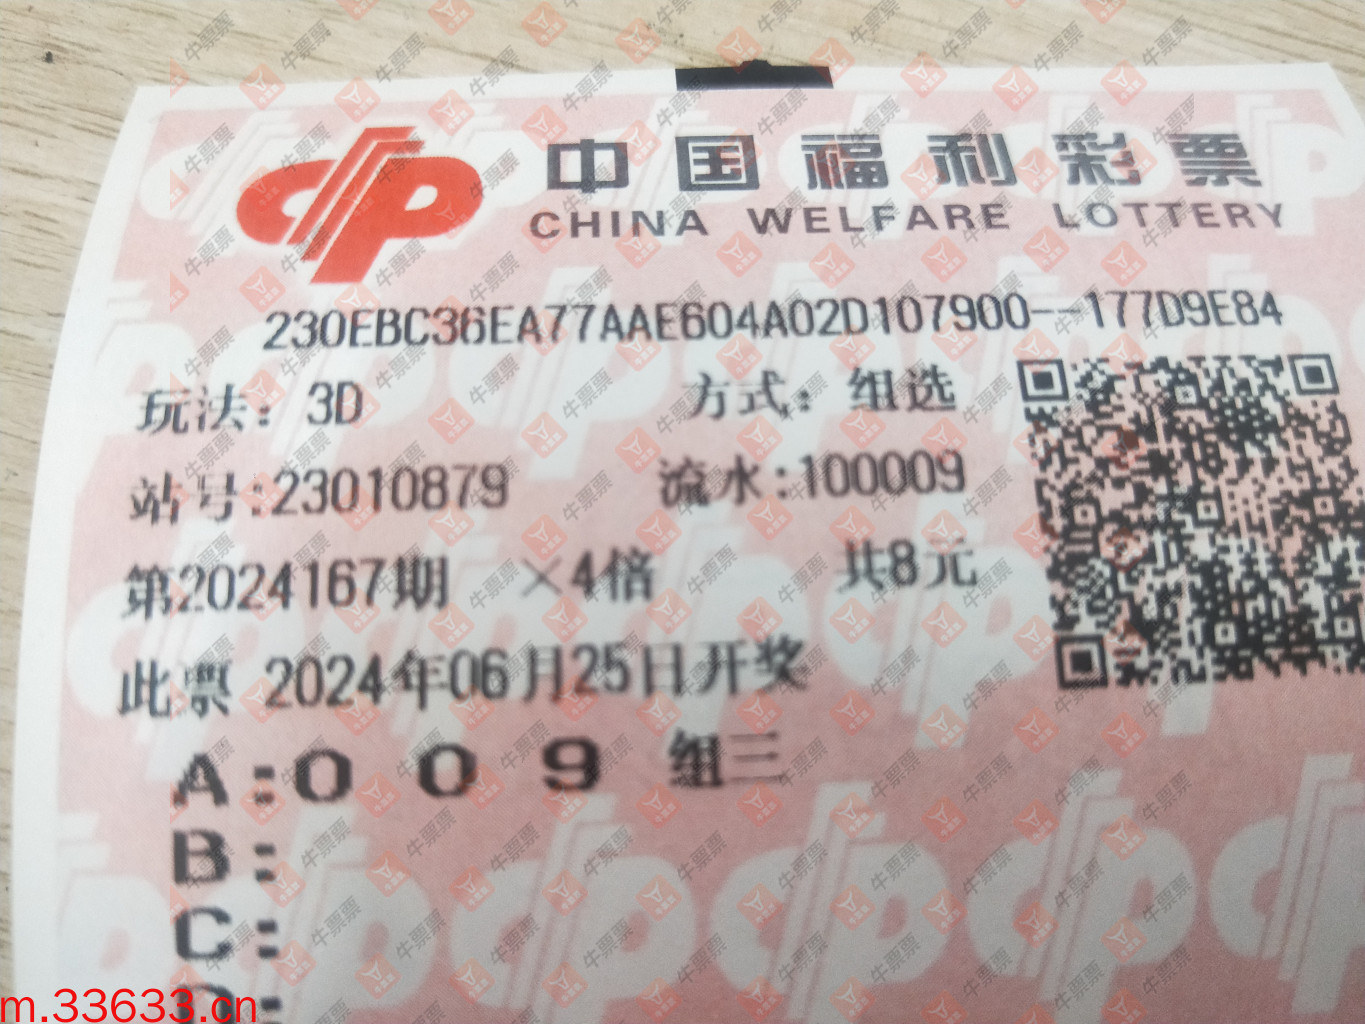 中国福利彩票
CHINA WELFARE LOTTERY
230EBC36EA77AAE604A02D107900--177D9E84
玩法: 3D 方式: 组选
站号:23010879 流水:100009
第2024167期 ×4倍 共8元
此票 2024年06月25日开奖
A:0 0 9 组三
B:
C:
D:
m.33633.cn
牛票票